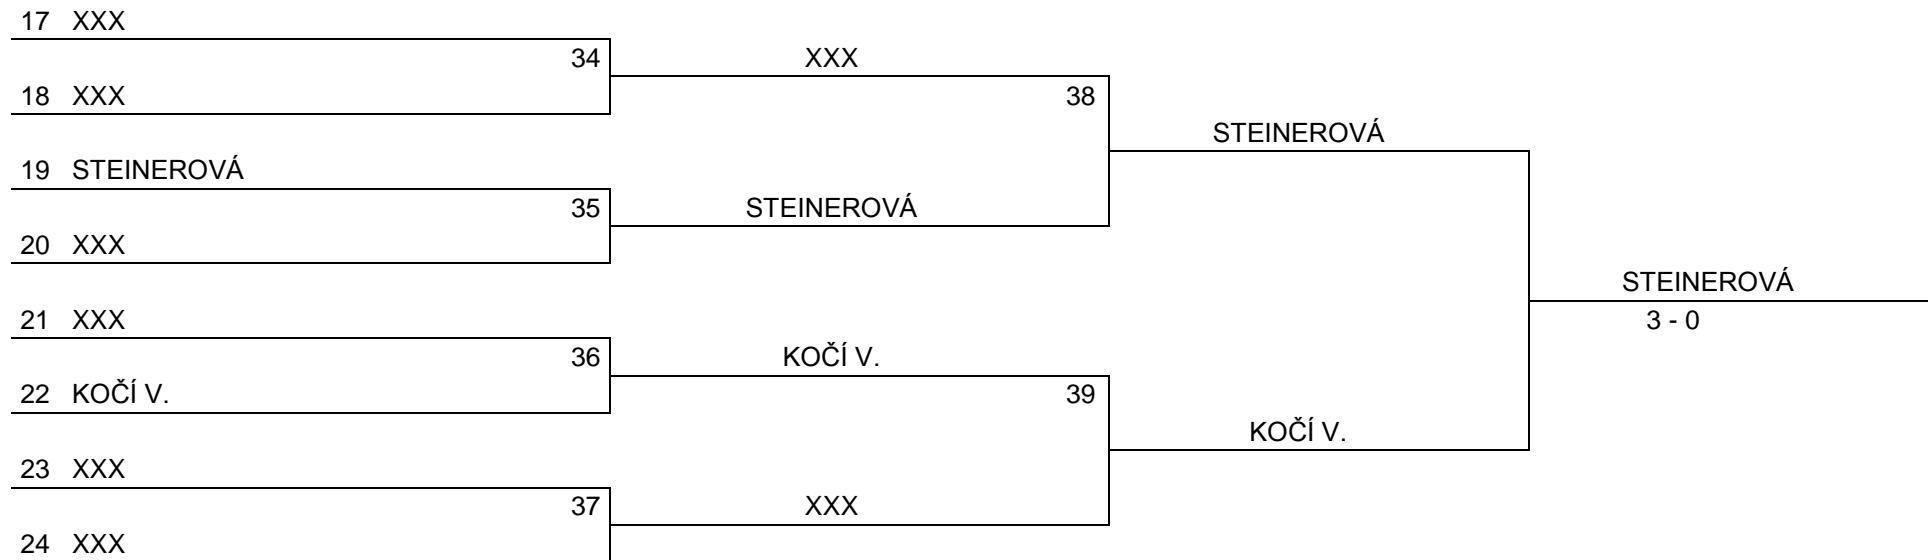 17 XXX
34 XXX
18 XXX 38
STEINEROVÁ
19 STEINEROVÁ
35 STEINEROVÁ
20 XXX
STEINEROVÁ
21 XXX 3 - 0
36 KOČÍ V.
22 KOČÍ V. 39
KOČÍ V.
23 XXX
37 XXX
24 XXX